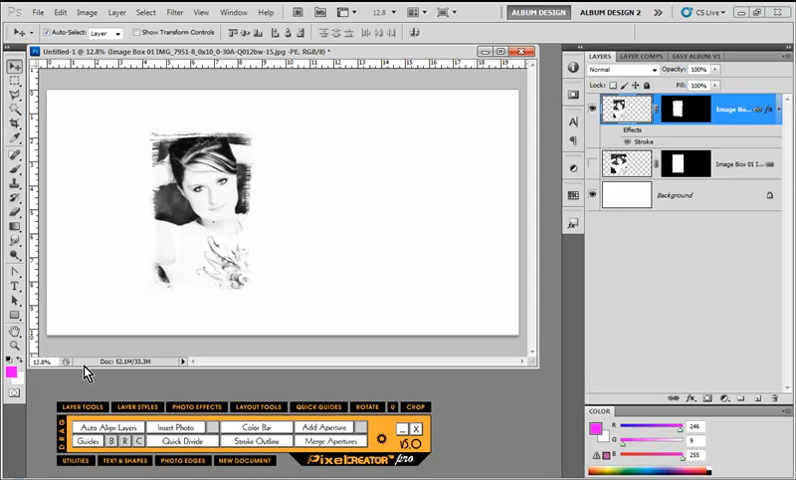 Ps File Edit Image Layer Select Filter View Window Help 12.8 ALBUM DESIGN ALBUM DESIGN 2 CS Live
Auto-Select: Layer Show Transform Controls
Untitled-1 @ 12.8% (Image Box 01 IMG_7951-8_0x10_0-30A-Q012bw-15.jpg -PE, RGB/8) *
LAYERS LAYER COMPS EASY ALBUM V1
Normal Opacity: 100%
Lock: Fill: 100%
Image Bo...
Effects
Stroke
Image Box 01 I...
Background
12.8% Doc: 52.1M/33.3M
LAYER TOOLS LAYER STYLES PHOTO EFFECTS LAYOUT TOOLS QUICK GUIDES ROTATE U CROP
DRAG
Auto Align Layers Insert Photo Color Bar Add Aperture
Guides B R C Quick Divide Stroke Outline Merge Apertures
v5.0
UTILITIES TEXT & SHAPES PHOTO EDGES NEW DOCUMENT PixelCREATOR™ pro
COLOR
R 246
G 9
B 255